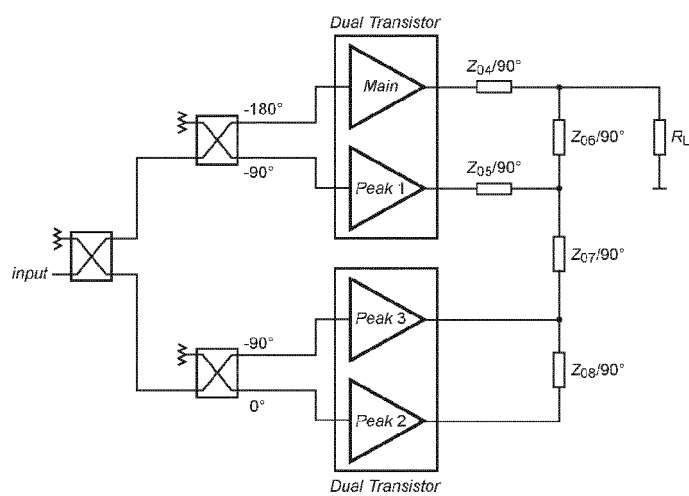 Dual Transistor
Main
Z04/90°
-180°
Z06/90°
RL
-90°
Peak 1
Z05/90°
input
Z07/90°
Peak 3
-90°
Z08/90°
0°
Peak 2
Dual Transistor